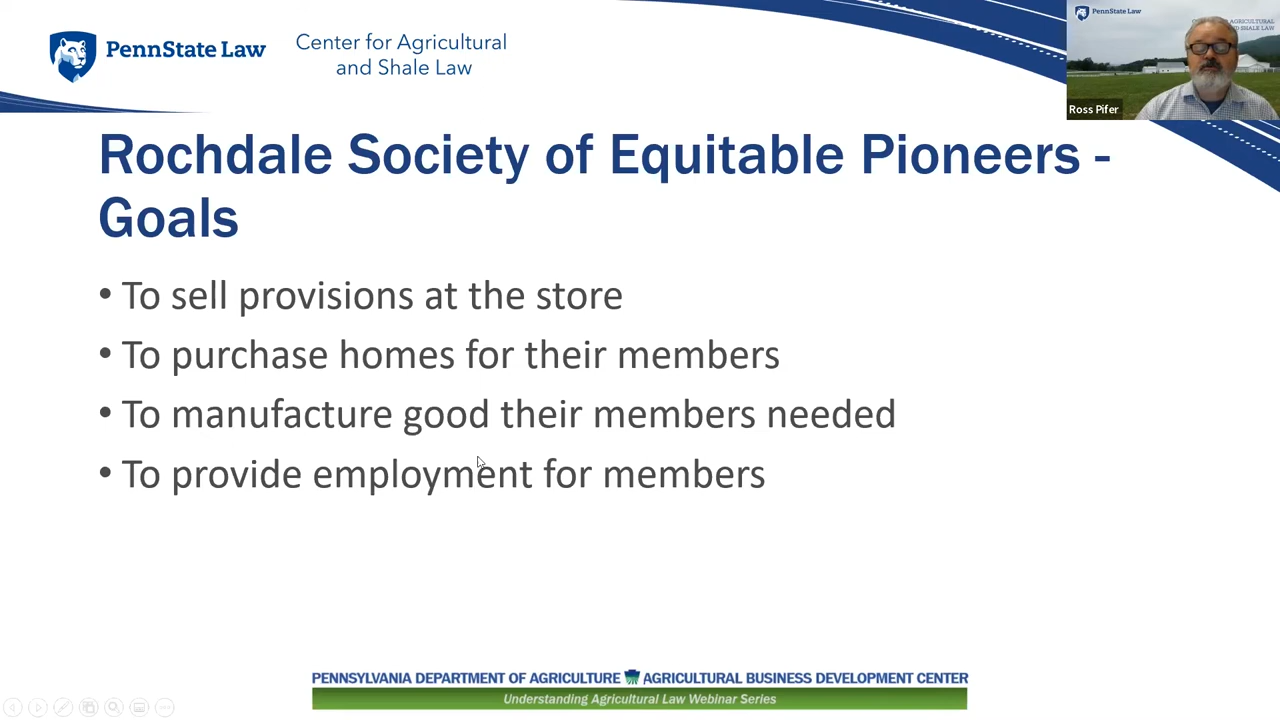 PennState Law
Center for Agricultural
and Shale Law
PennState Law
Ross Pifer
Rochdale Society of Equitable Pioneers -
Goals
• To sell provisions at the store
• To purchase homes for their members
• To manufacture good their members needed
• To provide employment for members
PENNSYLVANIA DEPARTMENT OF AGRICULTURE AGRICULTURAL BUSINESS DEVELOPMENT CENTER
Understanding Agricultural Law Webinar Series